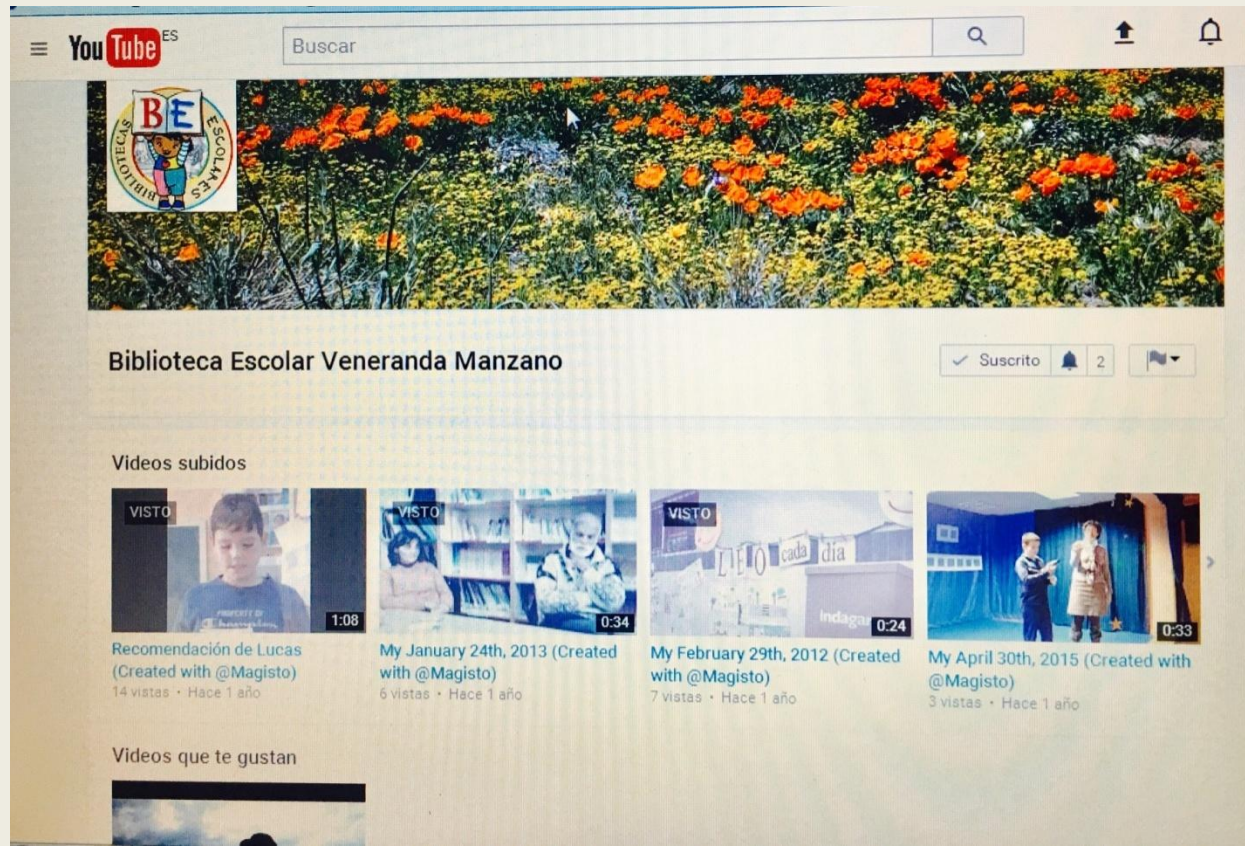 YouTube ES
Buscar
BE
BIBLIOTECAS ESCOLARES
Biblioteca Escolar Veneranda Manzano
Suscrito 2
Videos subidos
VISTO
PROPERTY OF
Champion
1:08
VISTO
0:34
VISTO
LEO cada día
Indagar
0:24
0:33
Recomendación de Lucas
(Created with @Magisto)
14 vistas • Hace 1 año
My January 24th, 2013 (Created
with @Magisto)
6 vistas • Hace 1 año
My February 29th, 2012 (Created
with @Magisto)
7 vistas • Hace 1 año
My April 30th, 2015 (Created with
@Magisto)
3 vistas • Hace 1 año
Videos que te gustan